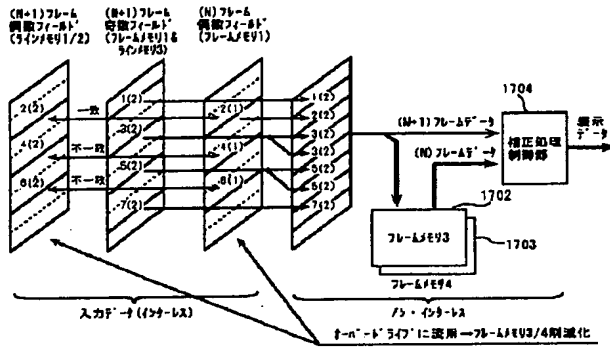 (N+1)フレーム
偶数フィールド
(ラインメモリ1/2)
(N+1)フレーム
奇数フィールド
(フレームメモリ1&
ラインメモリ3)
(N)フレーム
偶数フィールド
(フレームメモリ1)
2(2)
4(2)
6(2)
一致
不一致
不一致
1(2)
3(2)
5(2)
7(2)
2(1)
4(1)
6(1)
1(2)
2(2)
3(2)
3(2)
5(2)
5(2)
7(2)
(N+1)フレームデータ
(N)フレームデータ
1704
補正処理
制御部
表示
データ
1702
フレームメモリ3
1703
フレームメモリ4
入力データ(インターレス)
ノン・インターレス
オーバードライブに流用→フレームメモリ3/4削減化